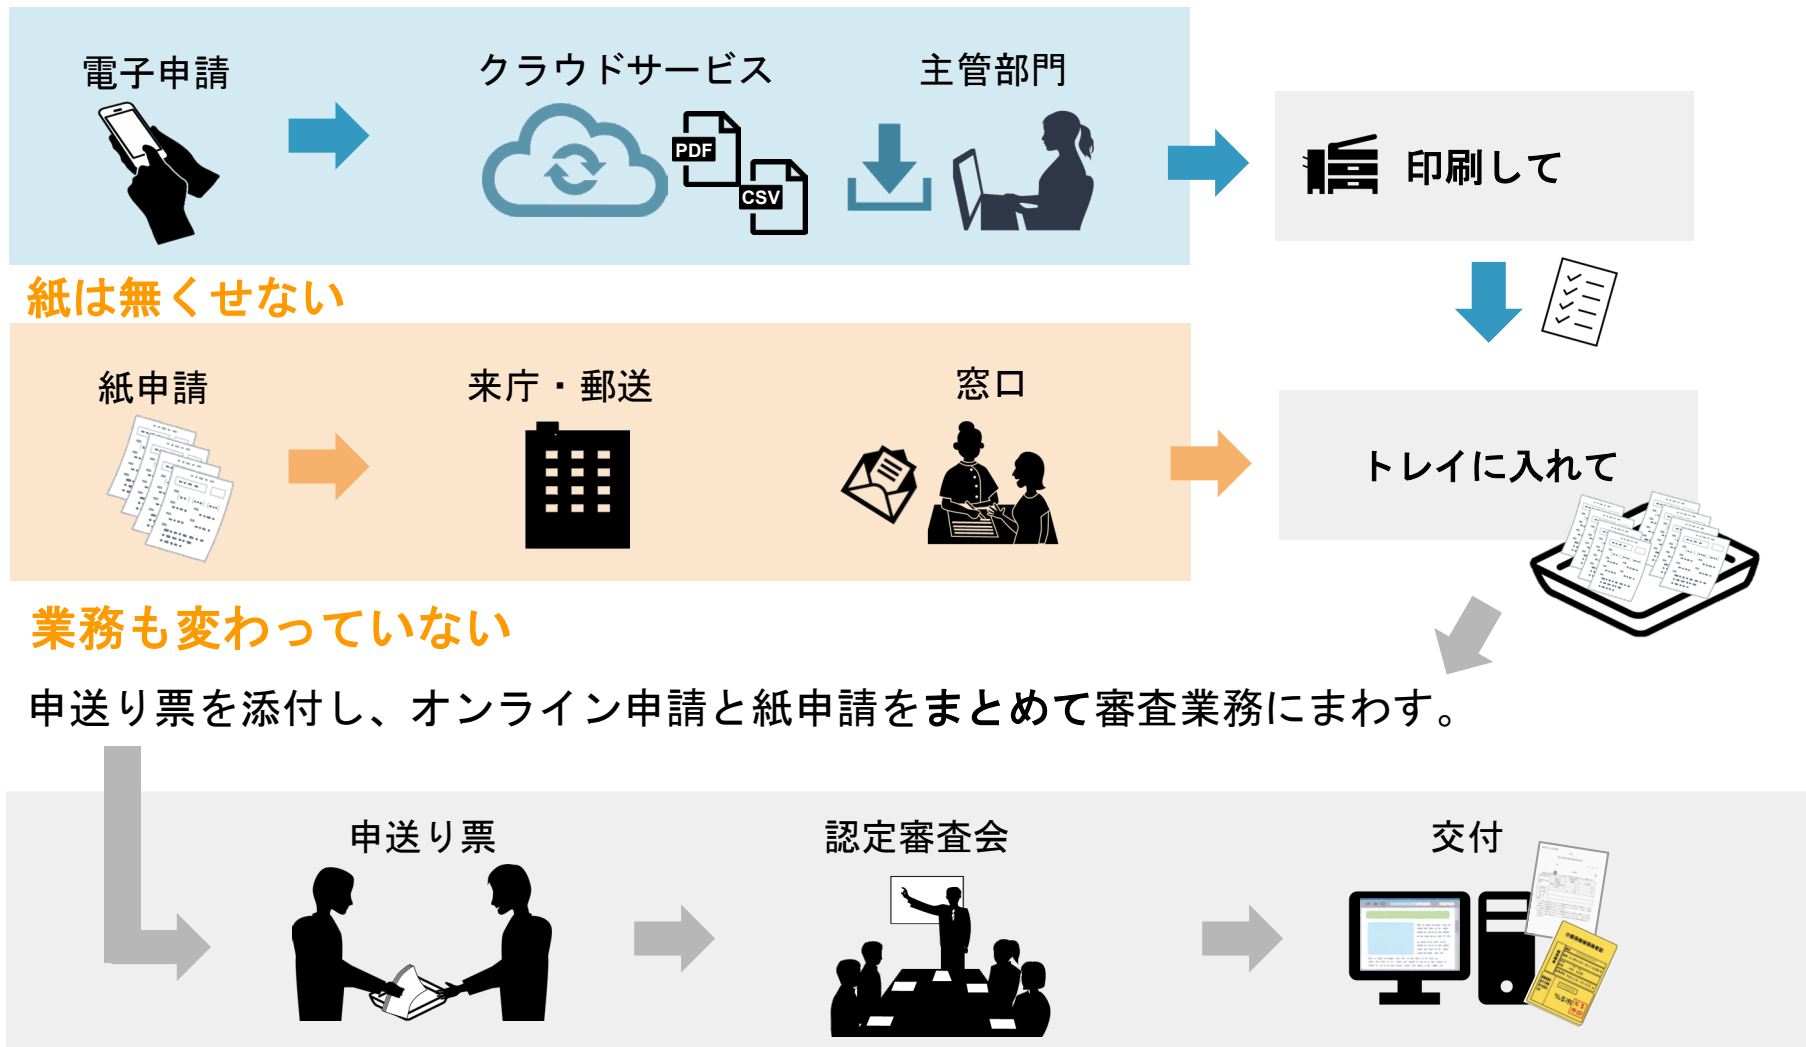 電子申請
クラウドサービス
主管部門
PDF
CSV
印刷して
紙は無くせない
紙申請
来庁・郵送
窓口
トレイに入れて
業務も変わっていない
申送り票を添付し、オンライン申請と紙申請をまとめて審査業務にまわす。
申送り票
認定審査会
交付